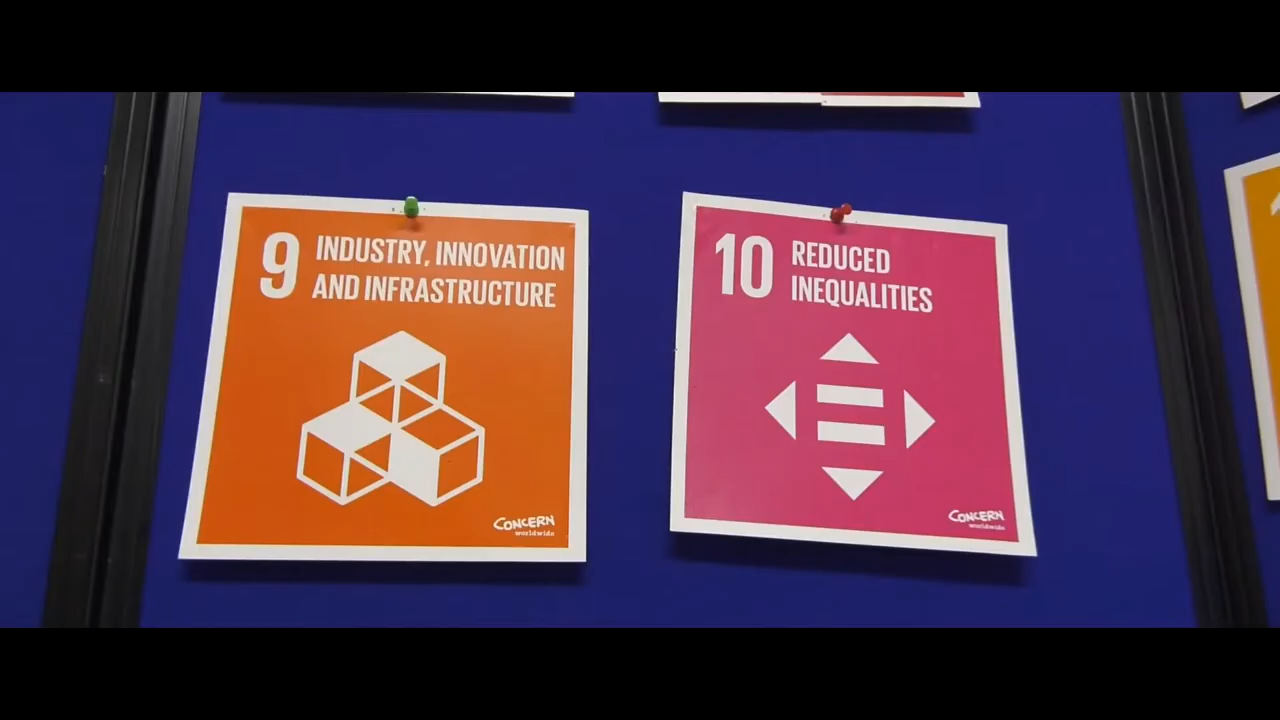 9 INDUSTRY, INNOVATION
AND INFRASTRUCTURE
CONCERN
worldwide
10 REDUCED
INEQUALITIES
CONCERN
worldwide